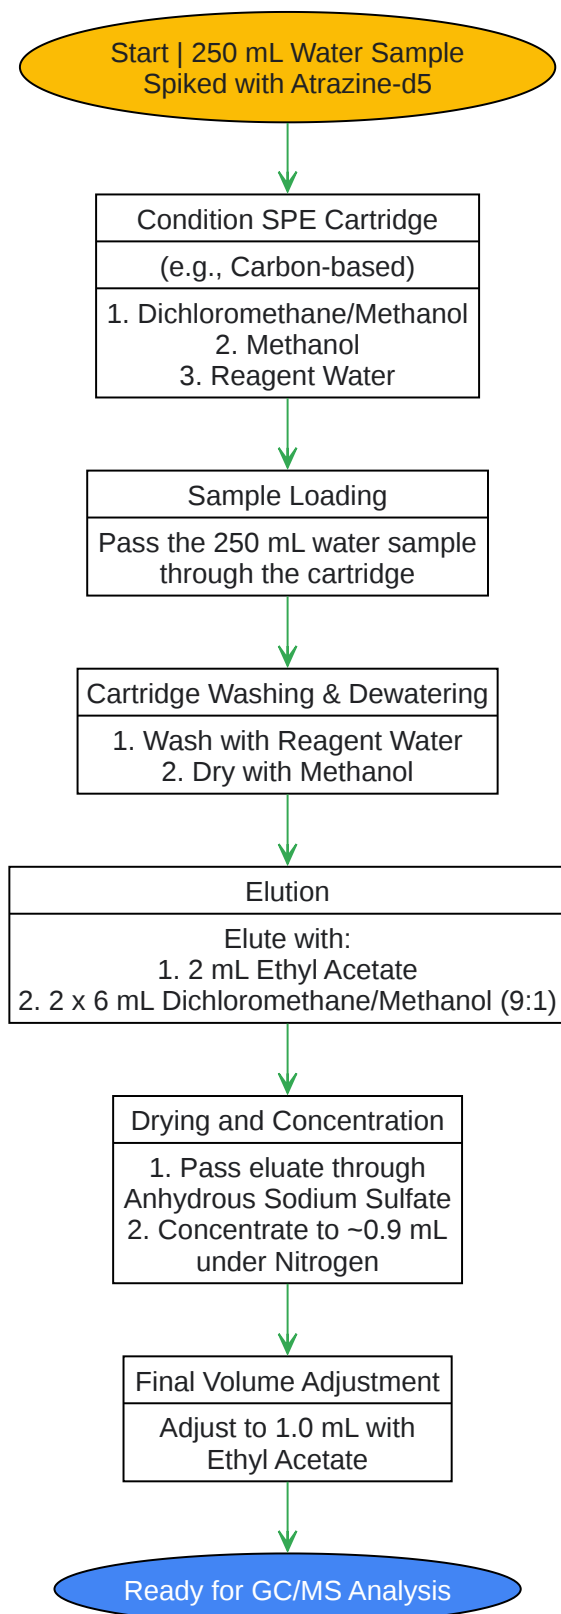 Start | 250 mL Water Sample
Spiked with Atrazine-d5
Condition SPE Cartridge
(e.g., Carbon-based)
1. Dichloromethane/Methanol
2. Methanol
3. Reagent Water
Sample Loading
Pass the 250 mL water sample
through the cartridge
Cartridge Washing & Dewatering
1. Wash with Reagent Water
2. Dry with Methanol
Elution
Elute with:
1. 2 mL Ethyl Acetate
2. 2 x 6 mL Dichloromethane/Methanol (9:1)
Drying and Concentration
1. Pass eluate through
Anhydrous Sodium Sulfate
2. Concentrate to ~0.9 mL
under Nitrogen
Final Volume Adjustment
Adjust to 1.0 mL with
Ethyl Acetate
Ready for GC/MS Analysis